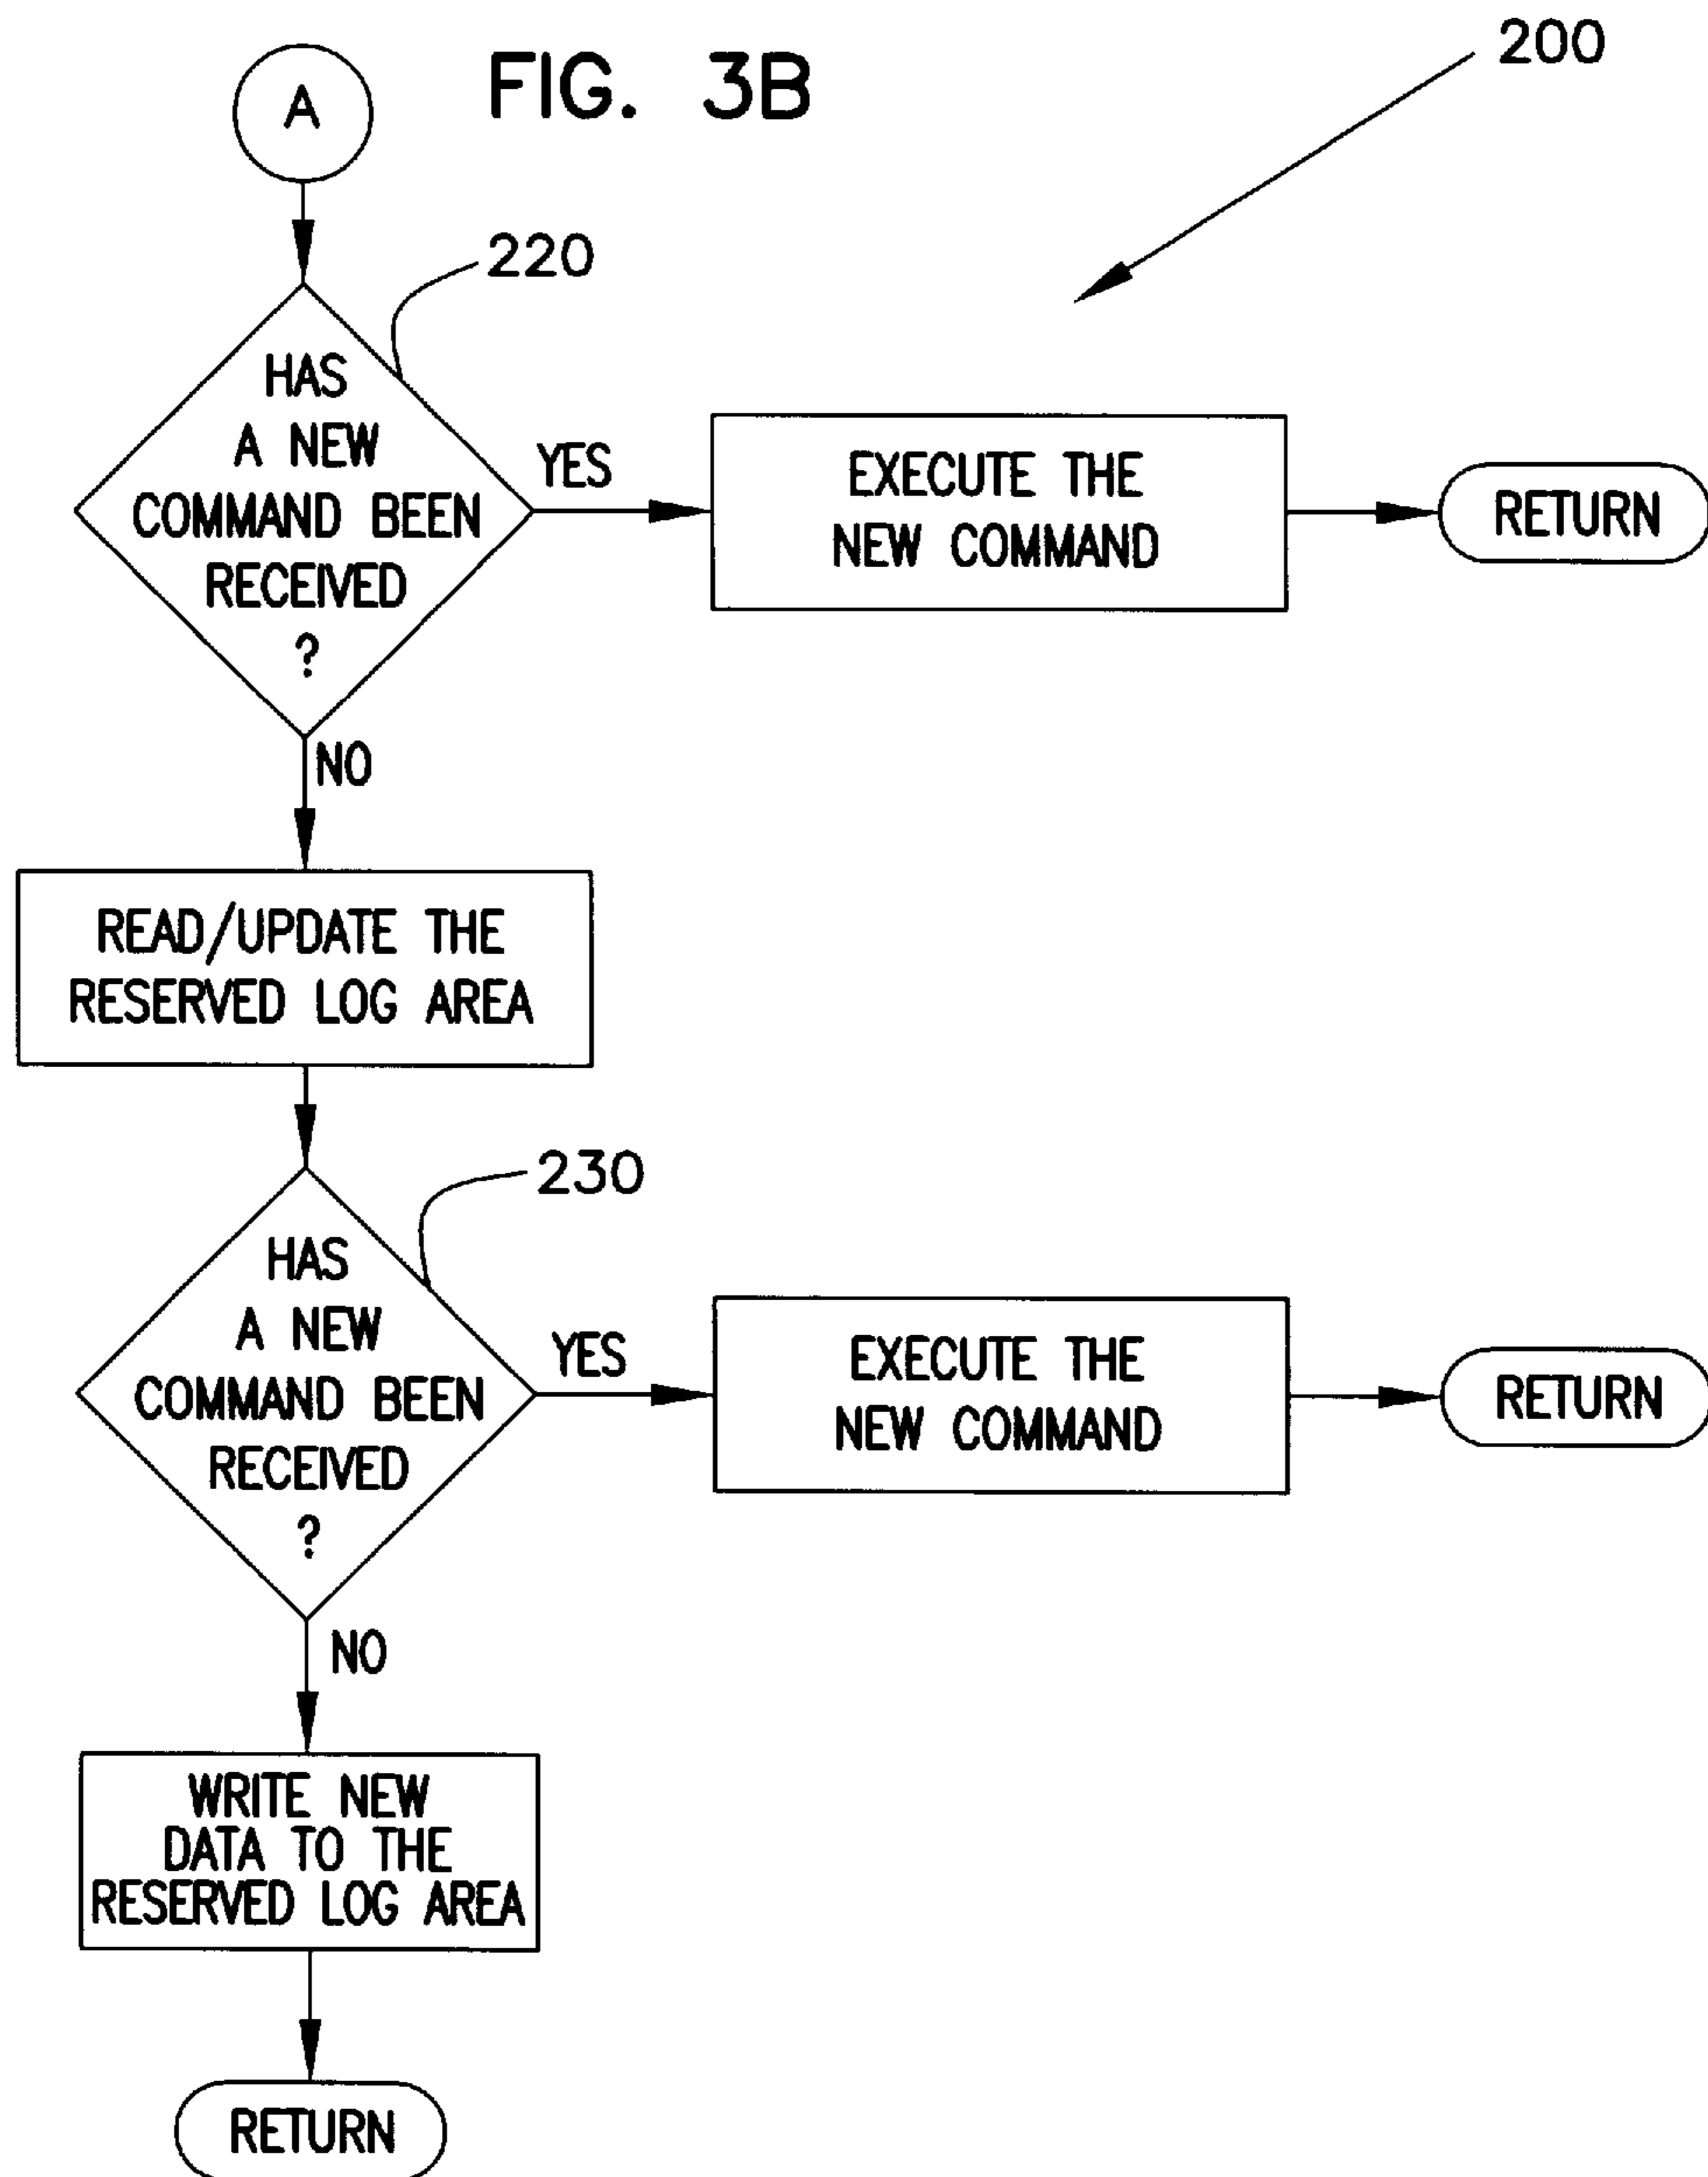 FIG. 3B
200
A
220
HAS
A NEW
COMMAND BEEN
RECEIVED
?
YES
EXECUTE THE
NEW COMMAND
RETURN
NO
READ/UPDATE THE
RESERVED LOG AREA
230
HAS
A NEW
COMMAND BEEN
RECEIVED
?
YES
EXECUTE THE
NEW COMMAND
RETURN
NO
WRITE NEW
DATA TO THE
RESERVED LOG AREA
RETURN